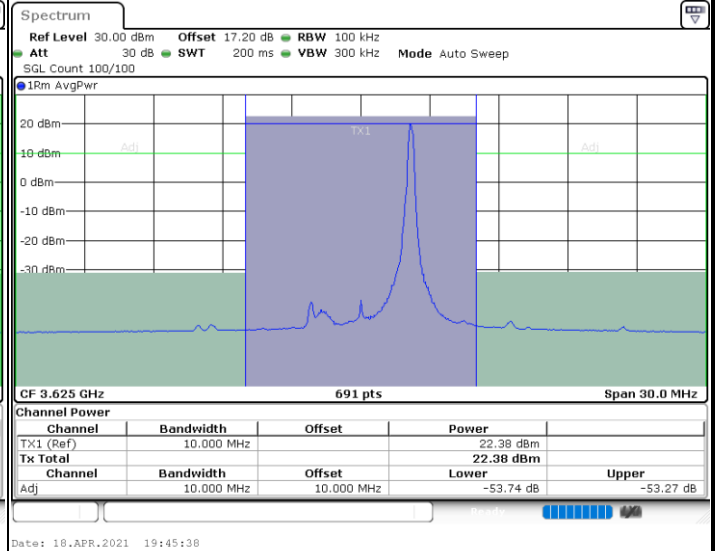 Spectrum
Ref Level 30.00 dBm Offset 17.20 dB RBW 100 kHz
Att 30 dB SWT 200 ms VBW 300 kHz Mode Auto Sweep
SGL Count 100/100
1Rm AvgPwr
20 dBm
TX1
Adj
Adj
10 dBm
0 dBm
-10 dBm
-20 dBm
-30 dBm
CF 3.625 GHz 691 pts Span 30.0 MHz
Channel Power
Channel Bandwidth Offset Power
TX1 (Ref) 10.000 MHz 22.38 dBm
Tx Total 22.38 dBm
Channel Bandwidth Offset Lower Upper
Adj 10.000 MHz 10.000 MHz -53.74 dB -53.27 dB
Ready
Date: 18.APR.2021 19:45:38